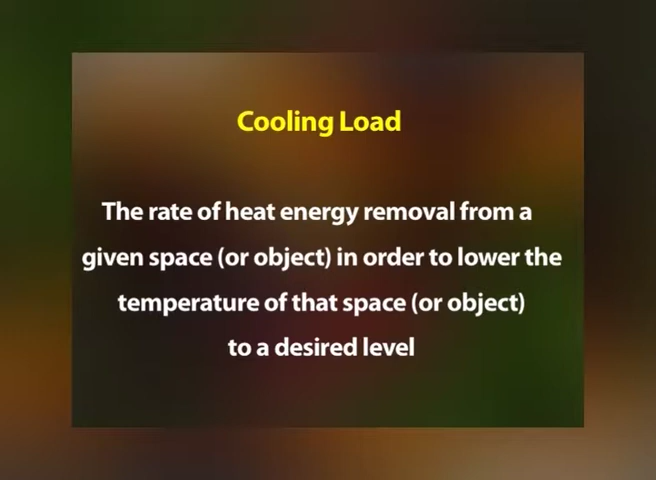 Cooling Load
The rate of heat energy removal from a
given space (or object) in order to lower the
temperature of that space (or object)
to a desired level